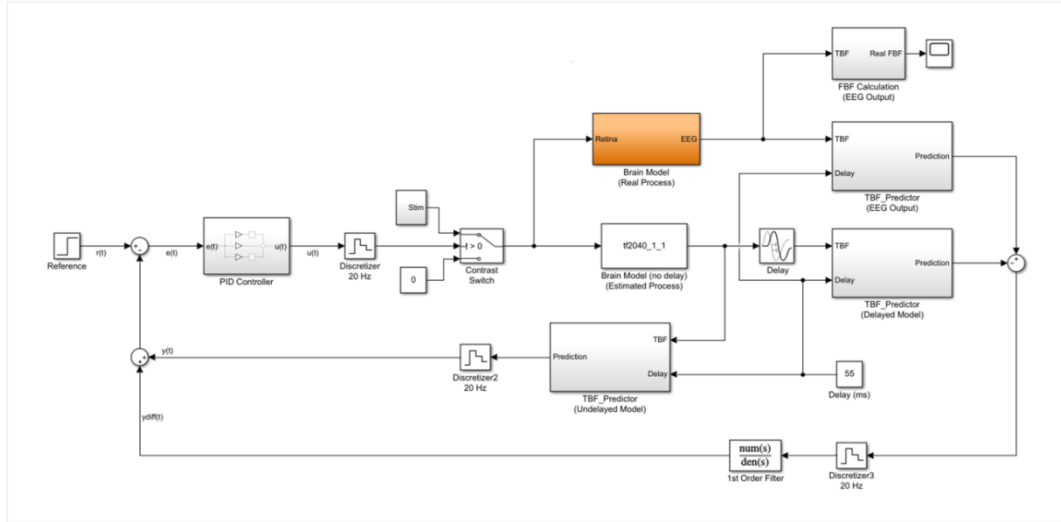 TBF
Real FBF
FBF Calculation
(EEG Output)
Retina
EEG
Brain Model
(Real Process)
TBF
Delay
Prediction
TBF_Predictor
(EEG Output)
Stim
> 0
0
Contrast
Switch
Reference
r(t)
e(t)
e(t)
u(t)
PID Controller
u(t)
Discretizer
20 Hz
tf2040_1_1
Brain Model (no delay)
(Estimated Process)
Delay
TBF
Delay
Prediction
TBF_Predictor
(Delayed Model)
y(t)
Discretizer2
20 Hz
Prediction
TBF
Delay
TBF_Predictor
(Undelayed Model)
55
Delay (ms)
ydiff(t)
num(s)
den(s)
1st Order Filter
Discretizer3
20 Hz